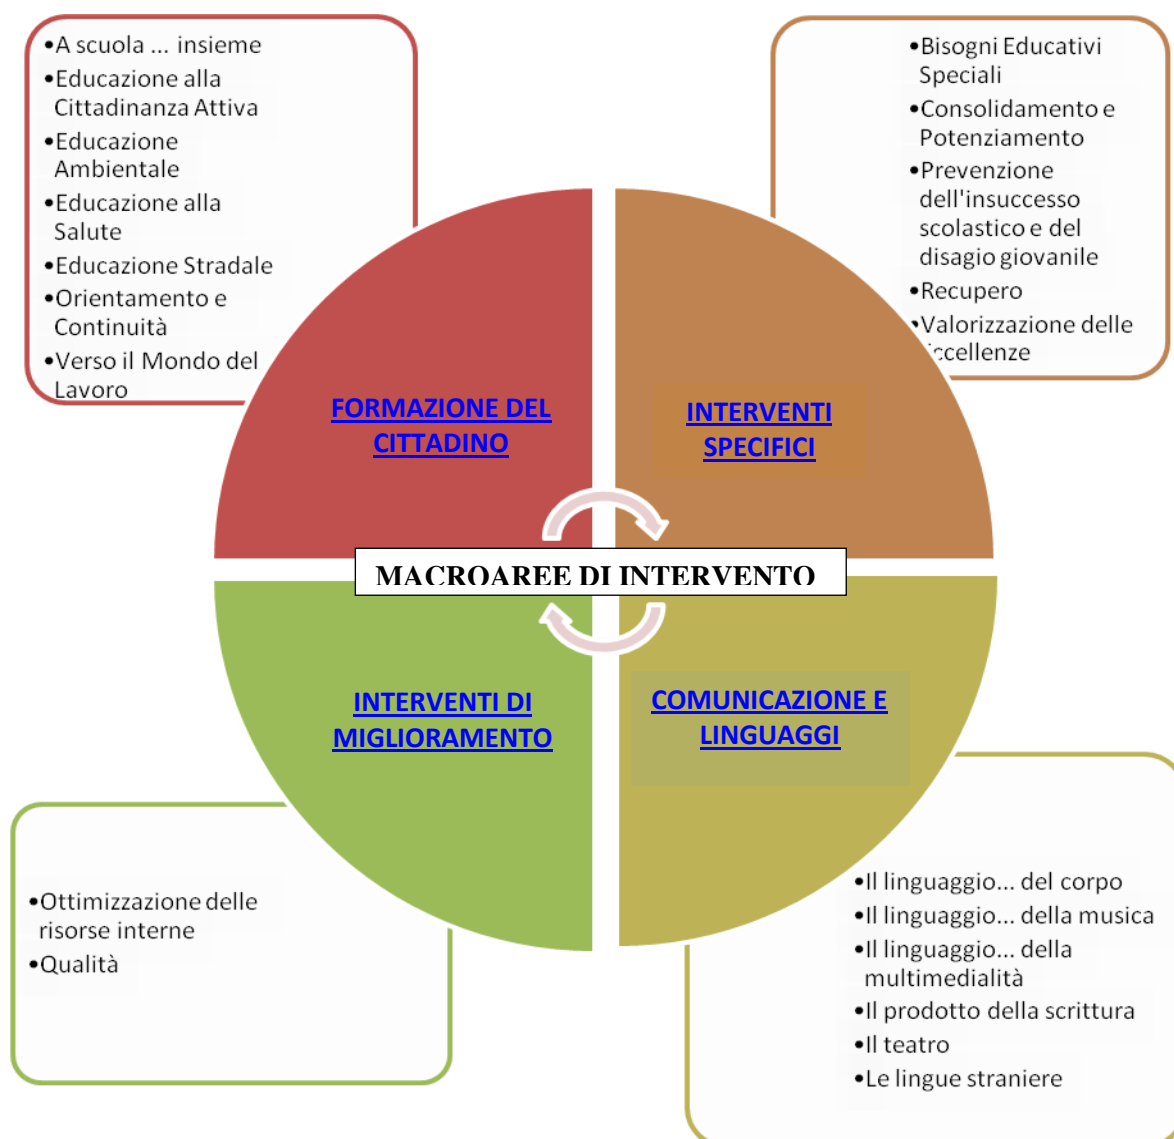 •A scuola ... insieme
•Educazione alla
Cittadinanza Attiva
•Educazione
Ambientale
•Educazione alla
Salute
•Educazione Stradale
•Orientamento e
Continuità
•Verso il Mondo del
Lavoro
•Bisogni Educativi
Speciali
•Consolidamento e
Potenziamento
•Prevenzione
dell'insuccesso
scolastico e del
disagio giovanile
•Recupero
•Valorizzazione delle
Eccellenze
FORMAZIONE DEL
CITTADINO
INTERVENTI
SPECIFICI
MACROAREE DI INTERVENTO
INTERVENTI DI
MIGLIORAMENTO
COMUNICAZIONE E
LINGUAGGI
•Ottimizzazione delle
risorse interne
•Qualità
•Il linguaggio... del corpo
•Il linguaggio... della musica
•Il linguaggio... della
multimedialità
•Il prodotto della scrittura
•Il teatro
•Le lingue straniere